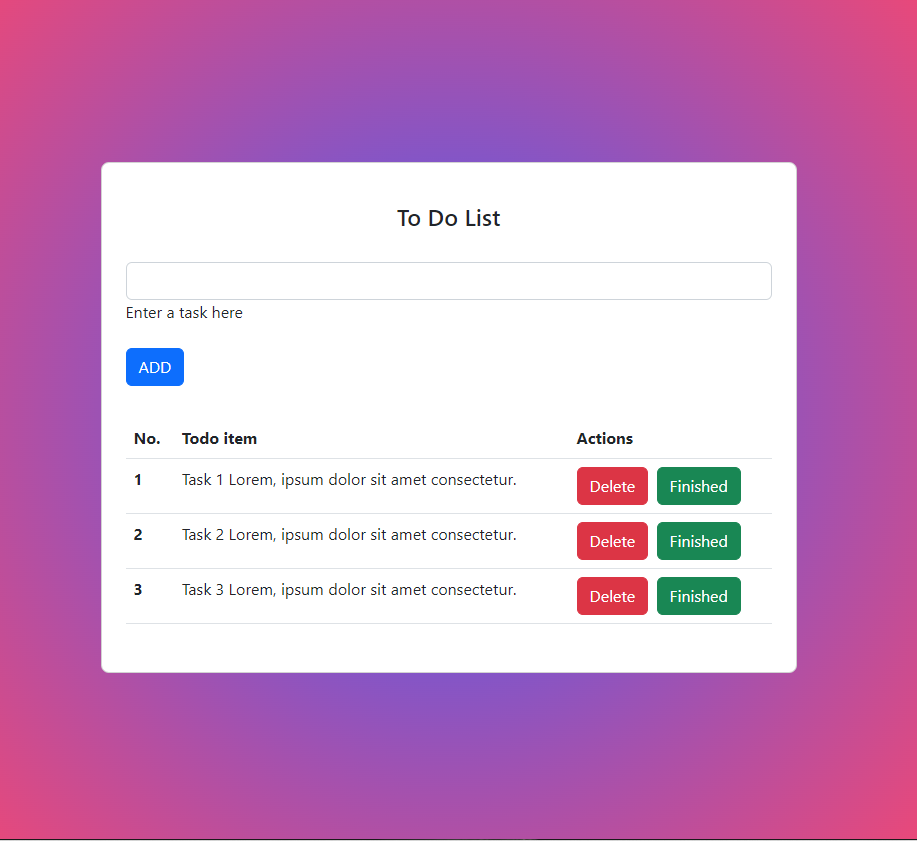 To Do List
Enter a task here
ADD
No. Todo item Actions
1 Task 1 Lorem, ipsum dolor sit amet consectetur. Delete Finished
2 Task 2 Lorem, ipsum dolor sit amet consectetur. Delete Finished
3 Task 3 Lorem, ipsum dolor sit amet consectetur. Delete Finished